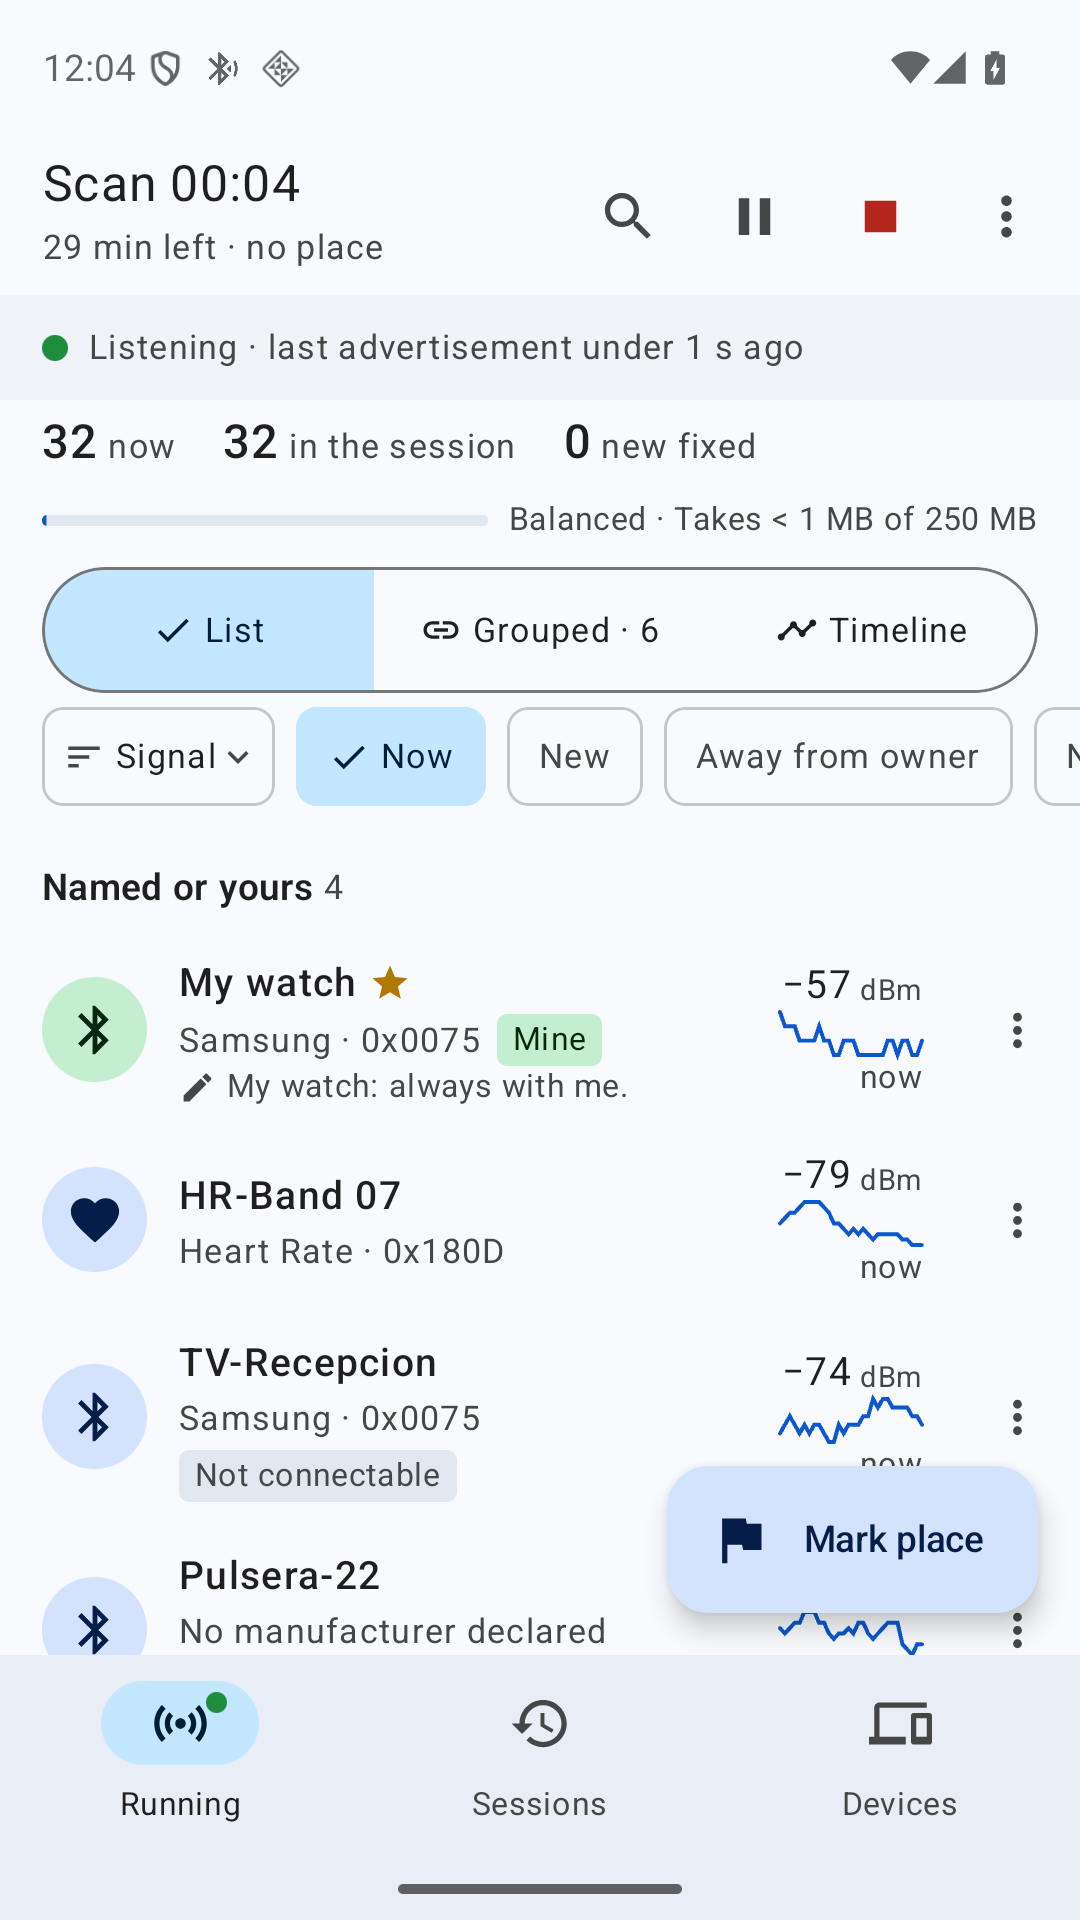 12:04
Scan 00:04
29 min left · no place
Listening · last advertisement under 1 s ago
32 now 32 in the session 0 new fixed
Balanced · Takes < 1 MB of 250 MB
List Grouped · 6 Timeline
Signal Now New Away from owner
Named or yours 4
My watch
−57 dBm
Samsung · 0x0075 Mine
My watch: always with me.
now
HR-Band 07
−79 dBm
Heart Rate · 0x180D
now
TV-Recepcion
−74 dBm
Samsung · 0x0075
now
Not connectable
Mark place
Pulsera-22
No manufacturer declared
Running Sessions Devices